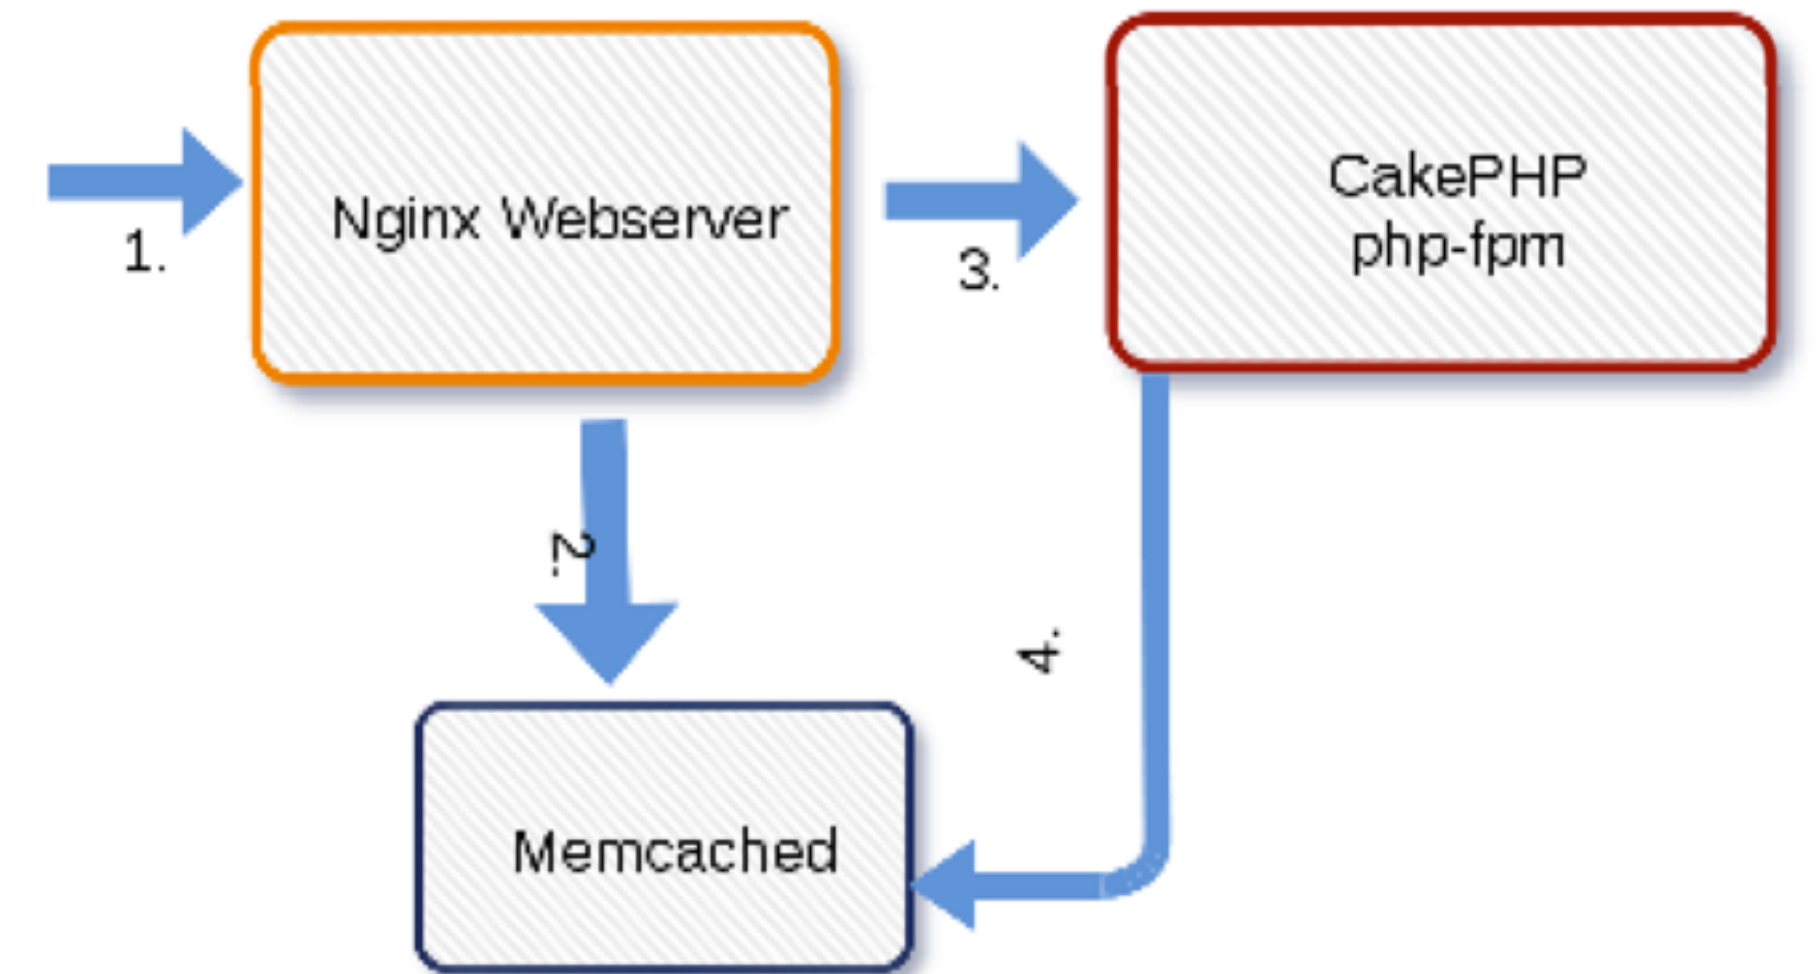 1.
Nginx Webserver
3.
CakePHP
php-fpm
2.
4.
Memcached